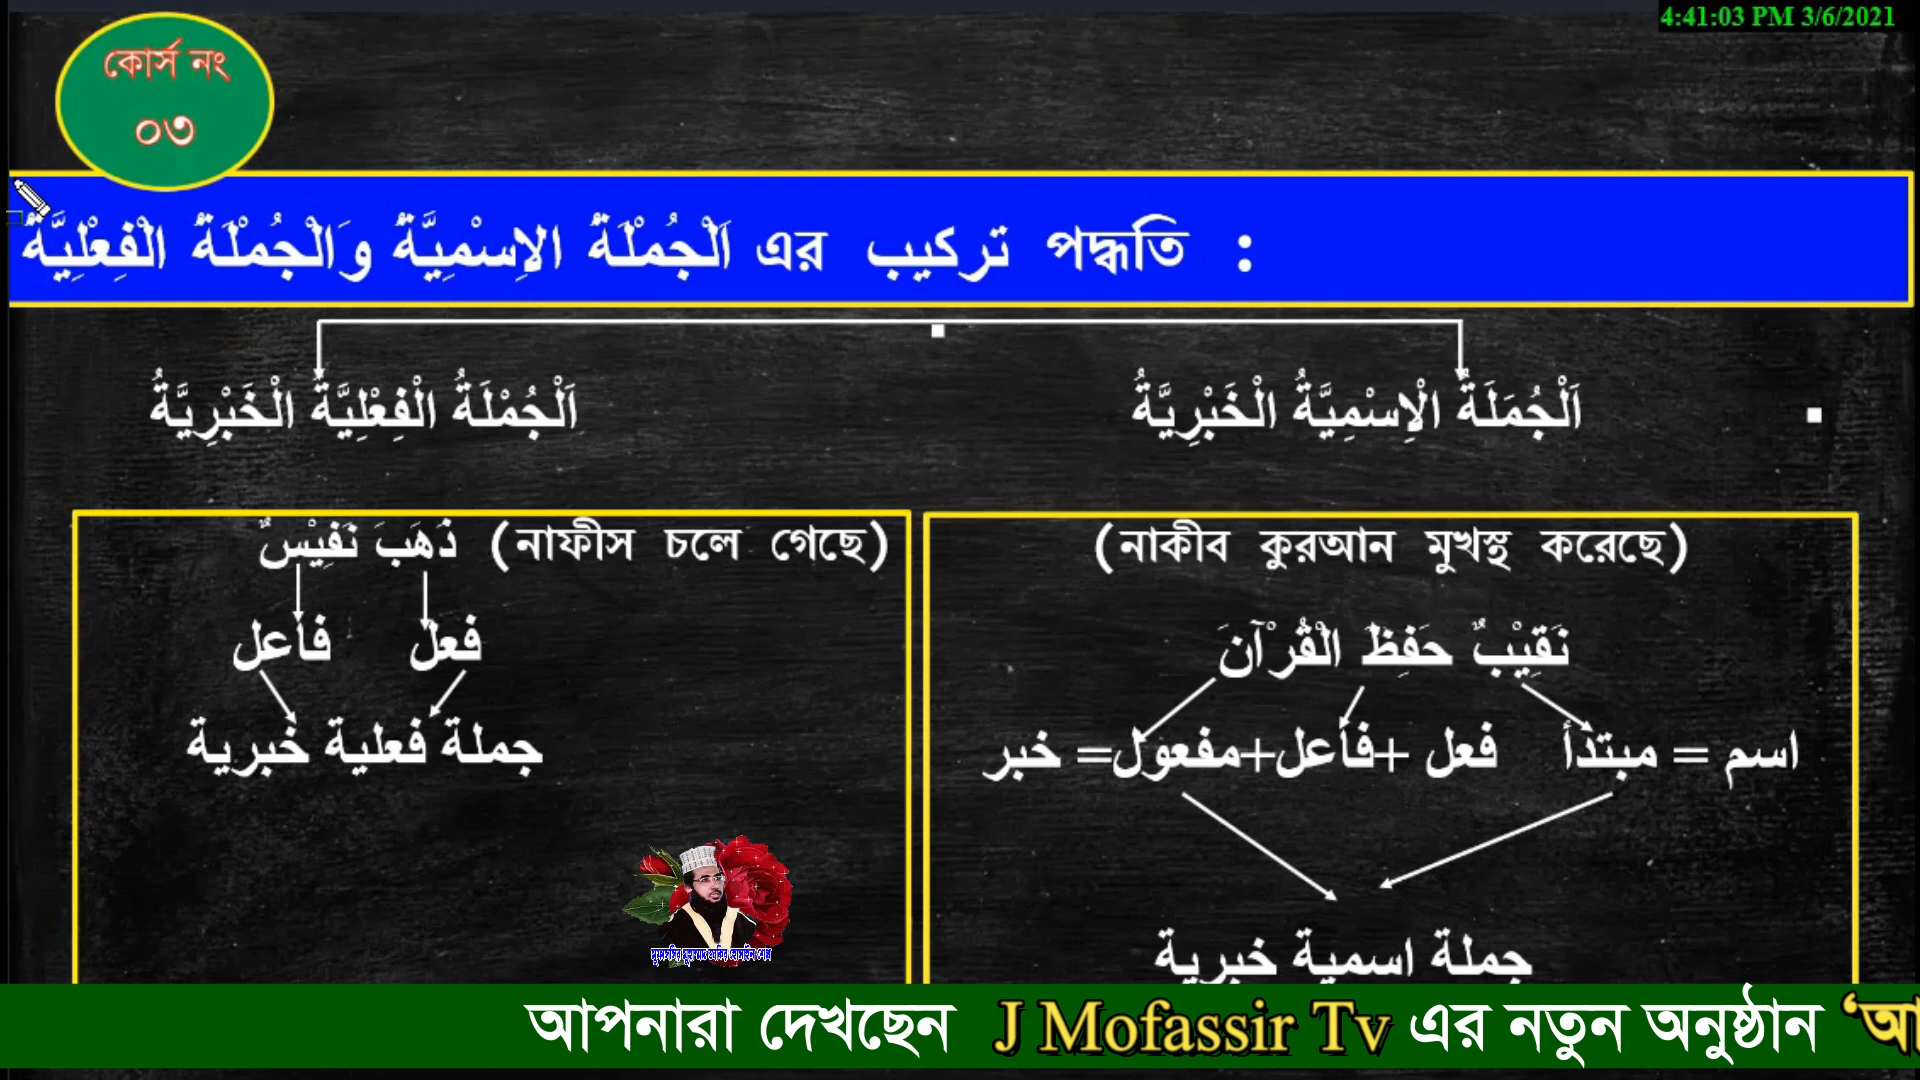 4:41:03 PM 3/6/2021
কোর্স নং
০৩
اَلْجُمْلَةُ الاِسْمِيَّةُ وَالْجُمْلَةُ الْفِعْلِيَّةُ এর تركيب পদ্ধতি :
اَلْجُمْلَةُ الْفِعْلِيَّةُ الْخَبْرِيَّةُ
اَلْجُمَلَةُ الْاِسْمِيَّةُ الْخَبْرِيَّةُ
ذَهَبَ نَفِيْسٌ (নাফীস চলে গেছে)
فعل فاعل
جملة فعلية خبرية
(নাকীব কুরআন মুখস্থ করেছে)
نَقِيْبٌ حَفِظَ الْقُرْآنَ
اسم = مبتدأ فعل +فاعل+مفعول= خبر
جملة اسمية خبرية
আপনারা দেখছেন J Mofassir Tv এর নতুন অনুষ্ঠান ‘আ